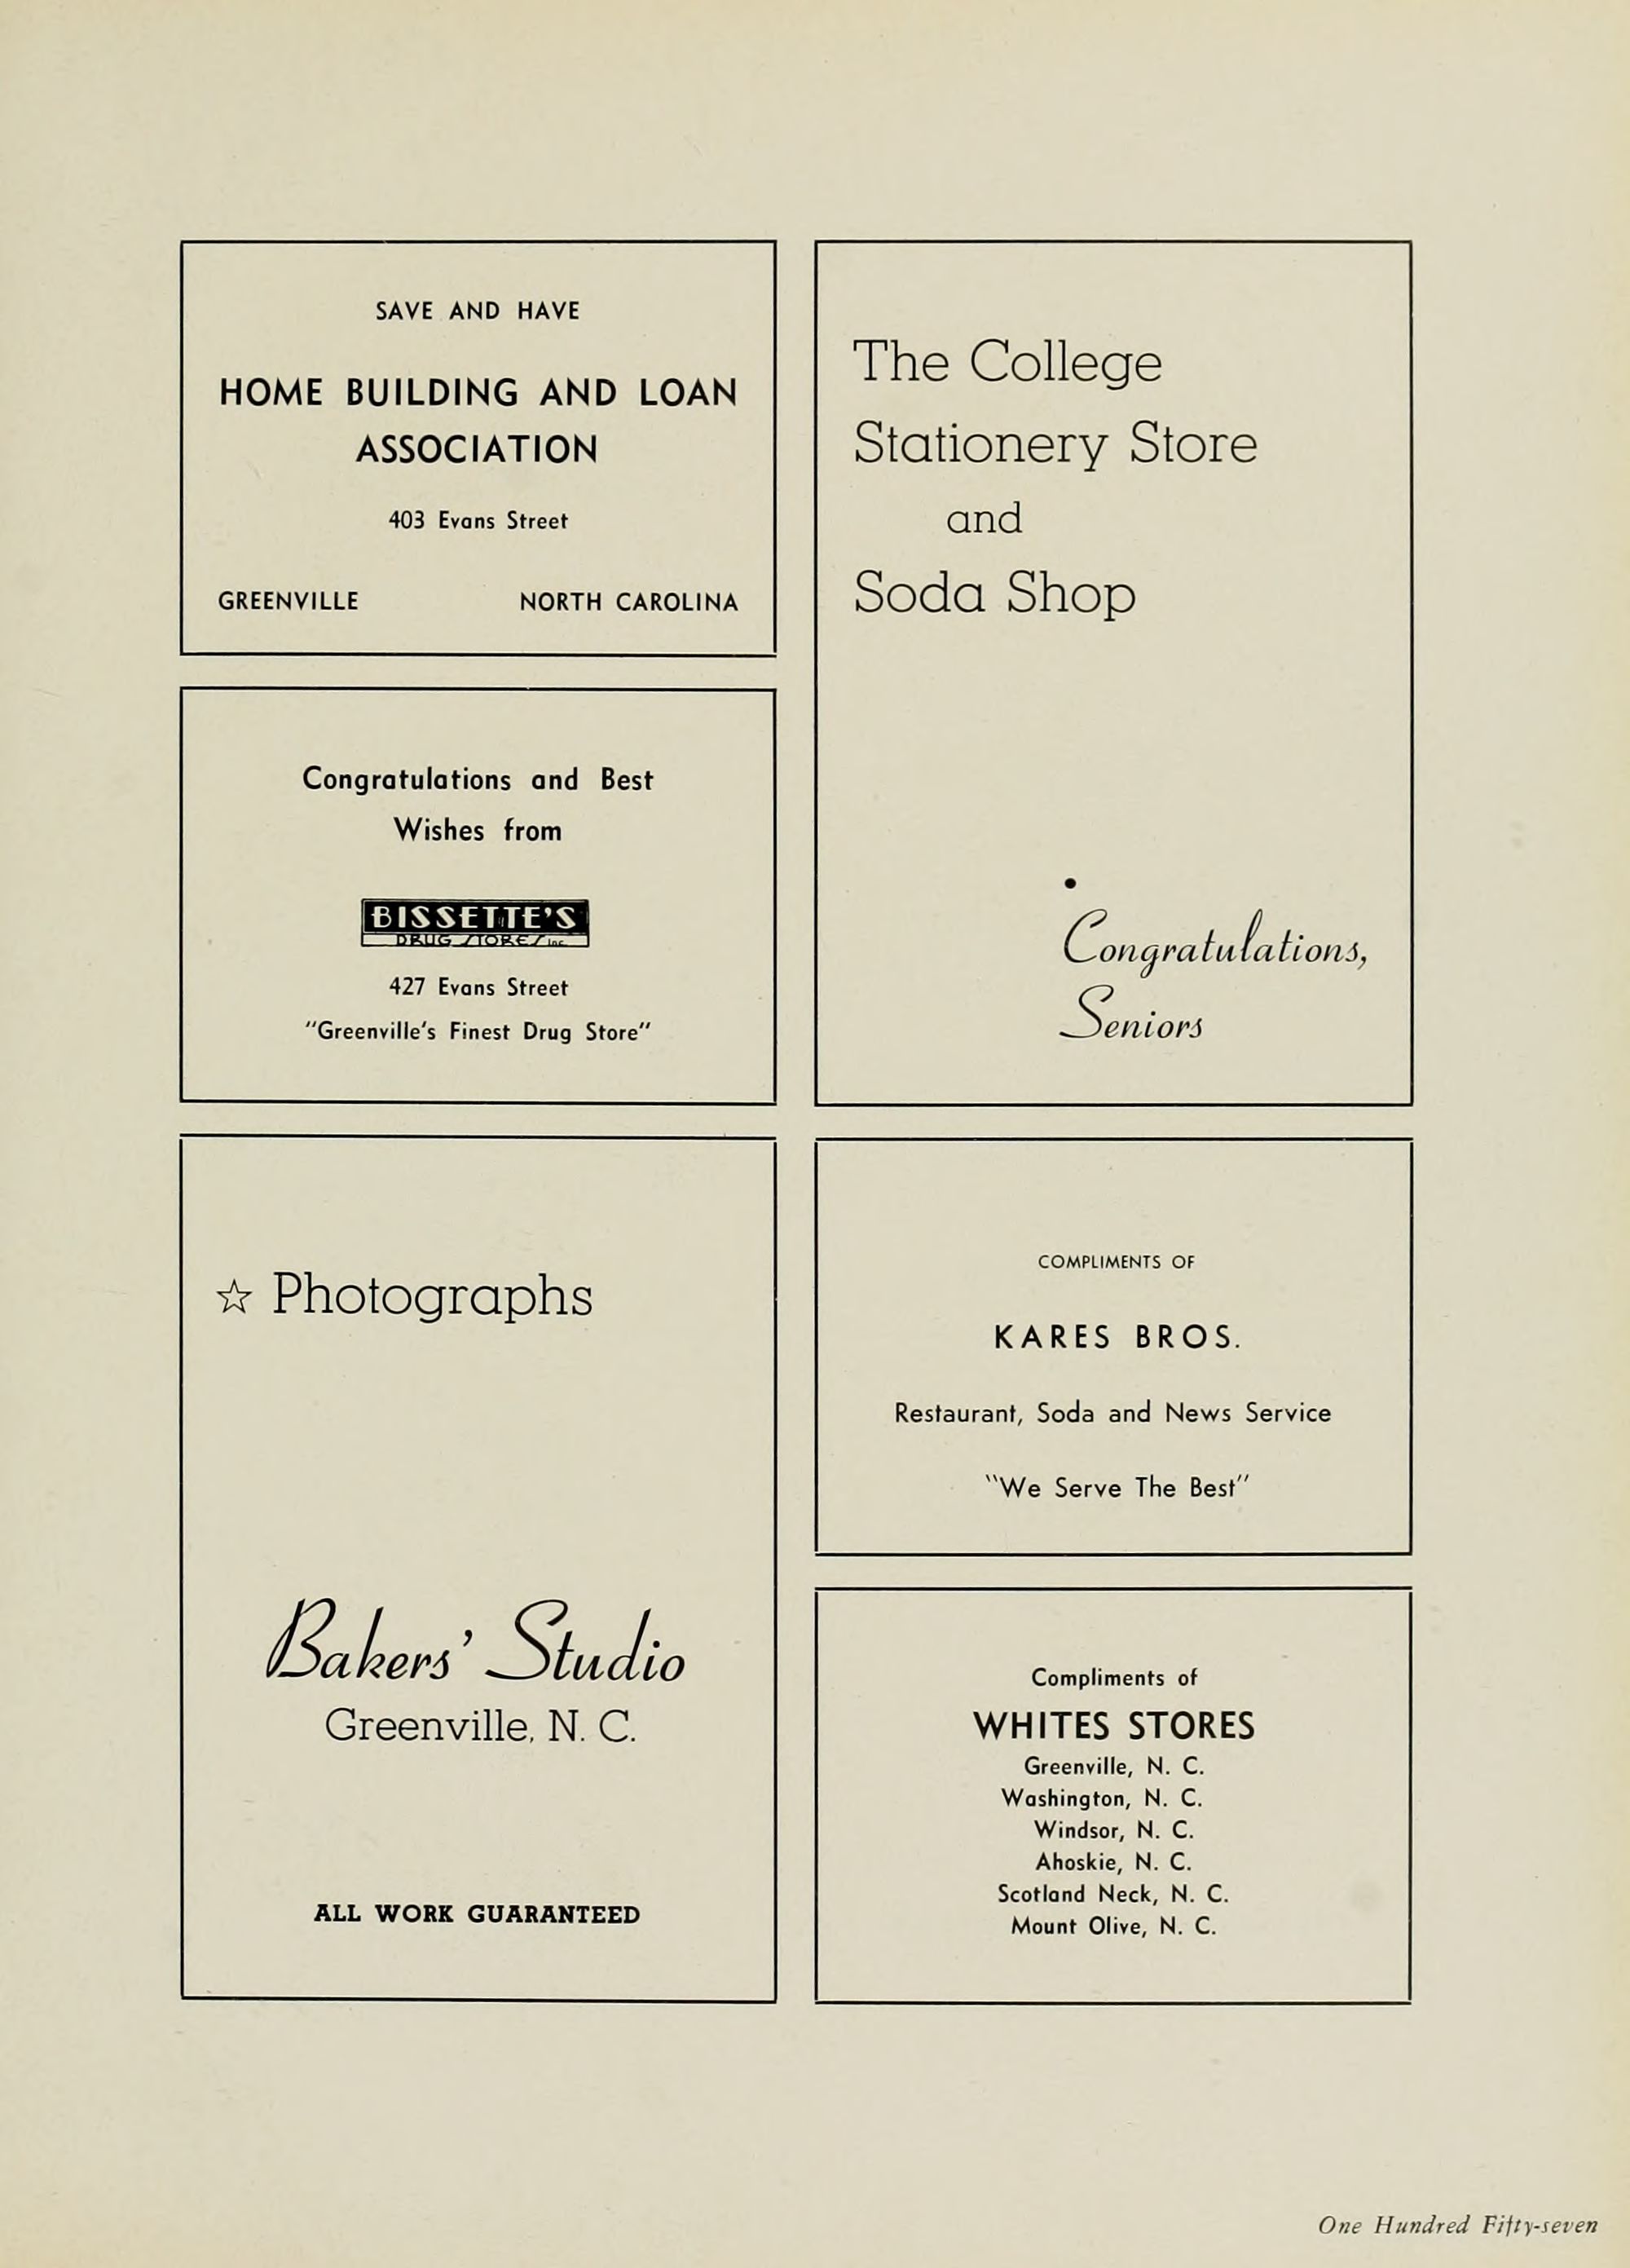 SAVE AND HAVE
HOME BUILDING AND LOAN
ASSOCIATION
403 Evans Street
GREENVILLE NORTH CAROLINA
Congratulations and Best
Wishes from
BISSETTE'S
DRUG STORES Inc.
427 Evans Street
"Greenville's Finest Drug Store"
☆ Photographs
Bakers' Studio
Greenville, N. C.
ALL WORK GUARANTEED
The College
Stationery Store
and
Soda Shop
Congratulations,
Seniors
COMPLIMENTS OF
KARES BROS.
Restaurant, Soda and News Service
"We Serve The Best"
Compliments of
WHITES STORES
Greenville, N. C.
Washington, N. C.
Windsor, N. C.
Ahoskie, N. C.
Scotland Neck, N. C.
Mount Olive, N. C.
One Hundred Fifty-seven